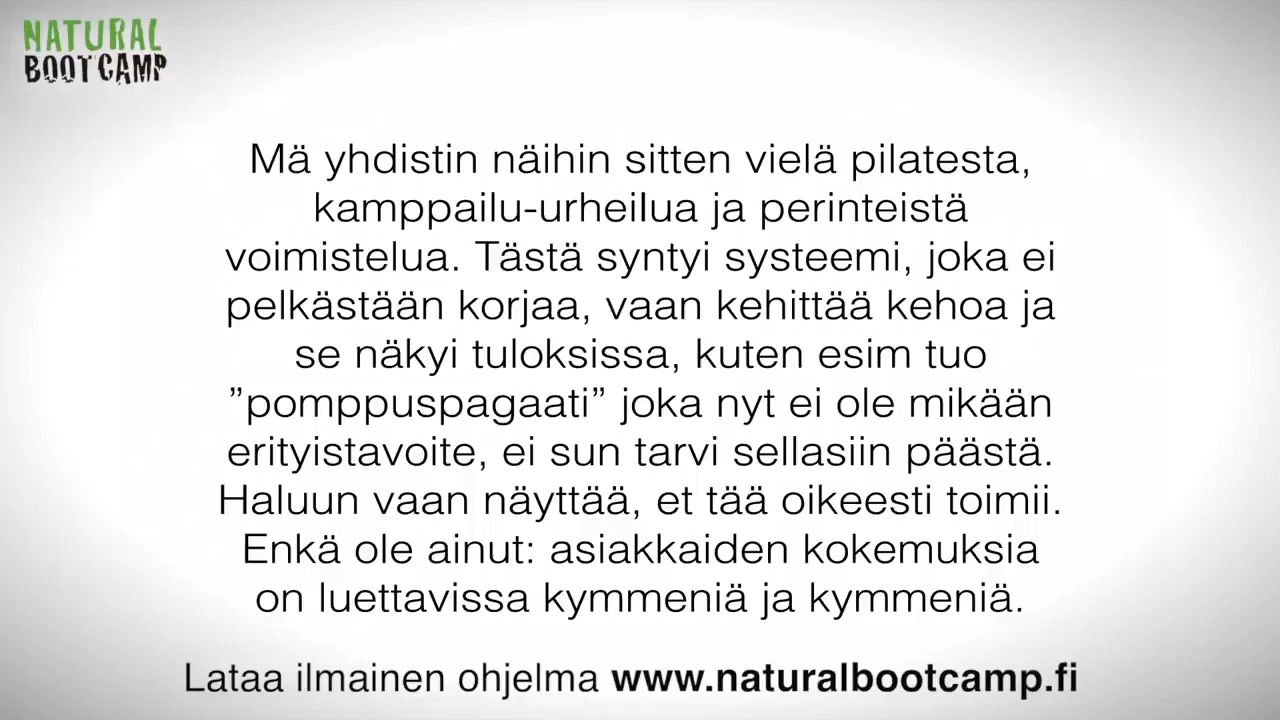 NATURAL
BOOT CAMP
Mä yhdistin näihin sitten vielä pilatesta,
kamppailu-urheilua ja perinteistä
voimistelua. Tästä syntyi systeemi, joka ei
pelkästään korjaa, vaan kehittää kehoa ja
se näkyi tuloksissa, kuten esim tuo
”pomppuspagaati” joka nyt ei ole mikään
erityistavoite, ei sun tarvi sellasiin päästä.
Haluun vaan näyttää, et tää oikeesti toimii.
Enkä ole ainut: asiakkaiden kokemuksia
on luettavissa kymmeniä ja kymmeniä.
Lataa ilmainen ohjelma www.naturalbootcamp.fi